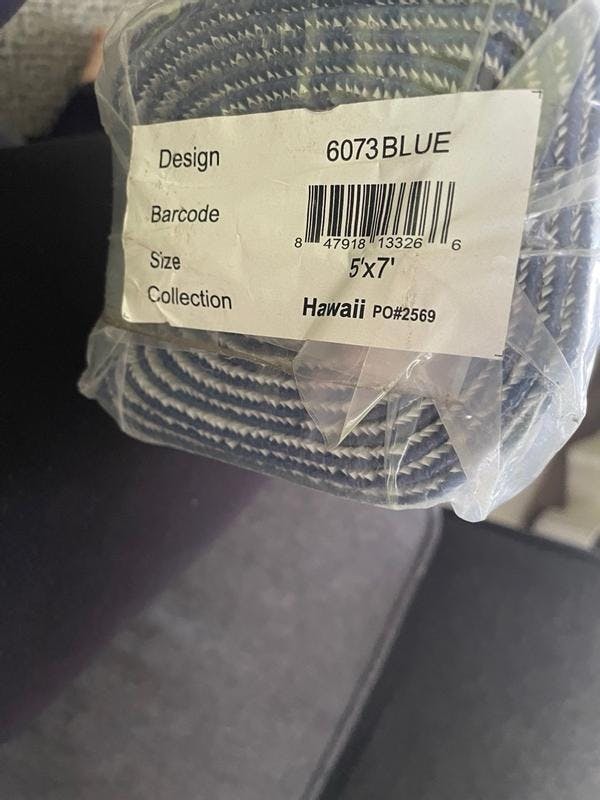 Design 6073BLUE
Barcode
8 47918 13326 6
Size 5'x7'
Collection Hawaii PO#2569